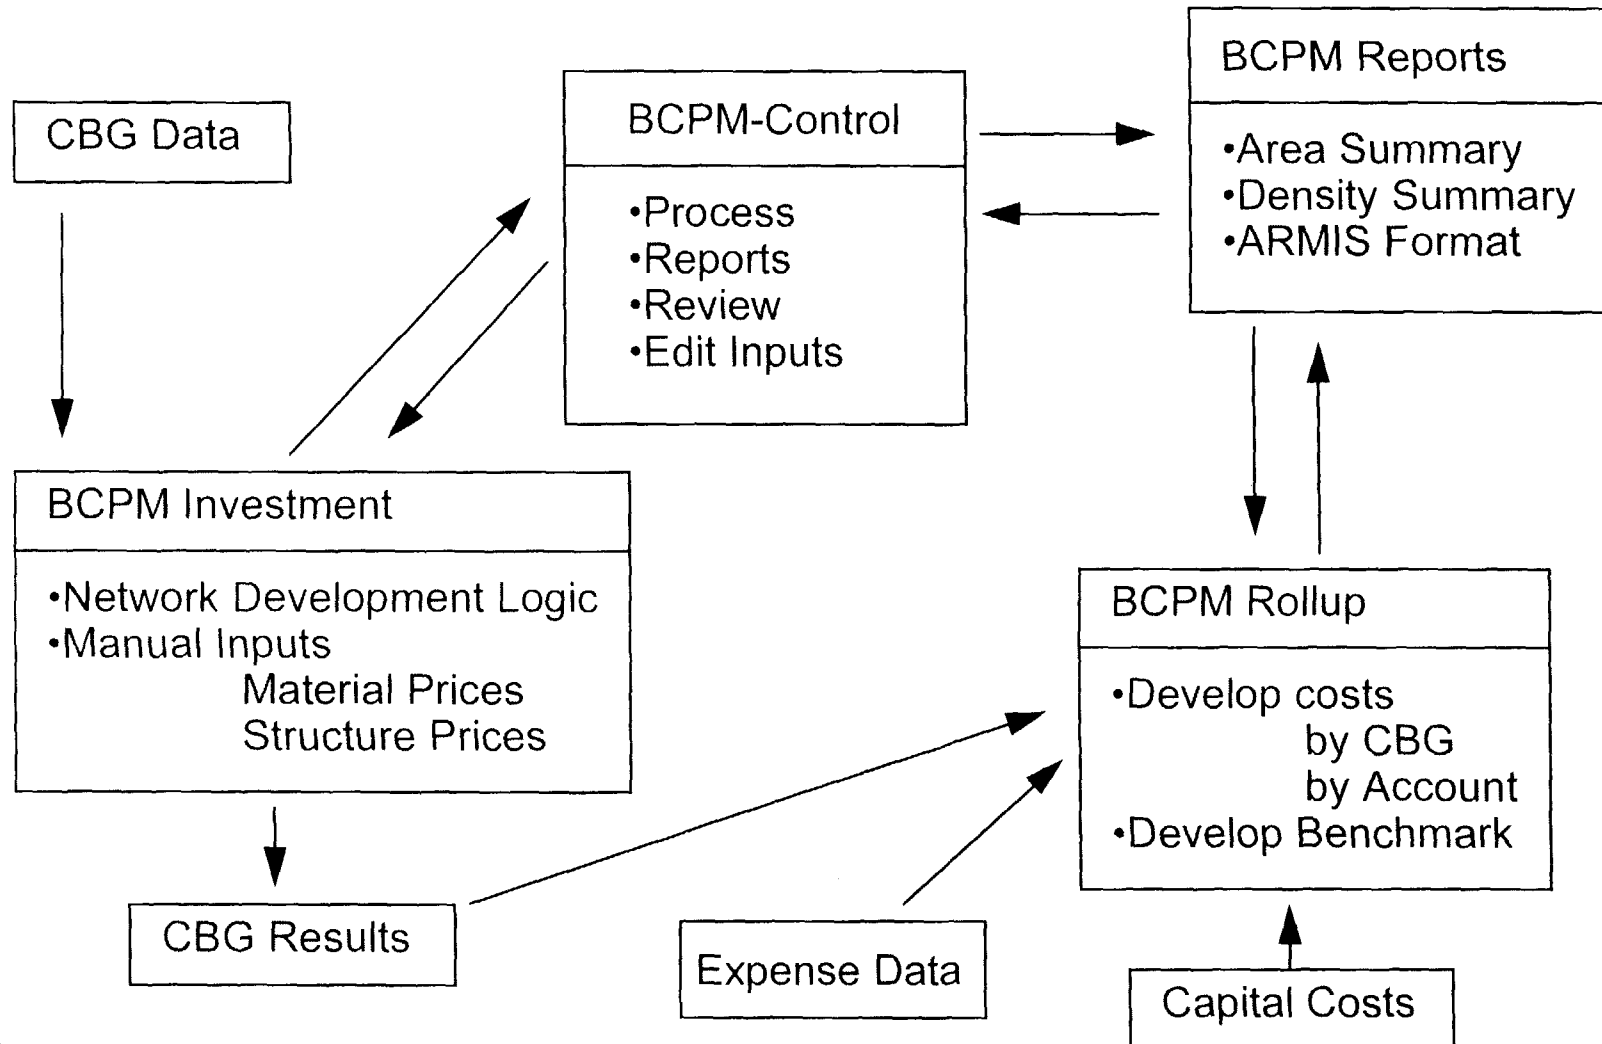 CBG Data
BCPM-Control
•Process
•Reports
•Review
•Edit Inputs
BCPM Reports
•Area Summary
•Density Summary
•ARMIS Format
BCPM Investment
•Network Development Logic
•Manual Inputs
Material Prices
Structure Prices
BCPM Rollup
•Develop costs
by CBG
by Account
•Develop Benchmark
CBG Results
Expense Data
Capital Costs